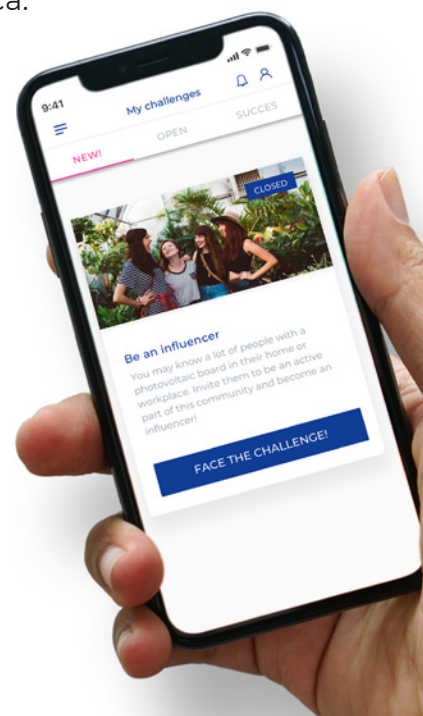 ca.
9:41
My challenges
NEW!
OPEN
SUCCES
CLOSED
Be an influencer
You may know a lot of people with a
photovoltaic board in their home or
workplace. Invite them to be an active
part of this community and become an
influencer!
FACE THE CHALLENGE!